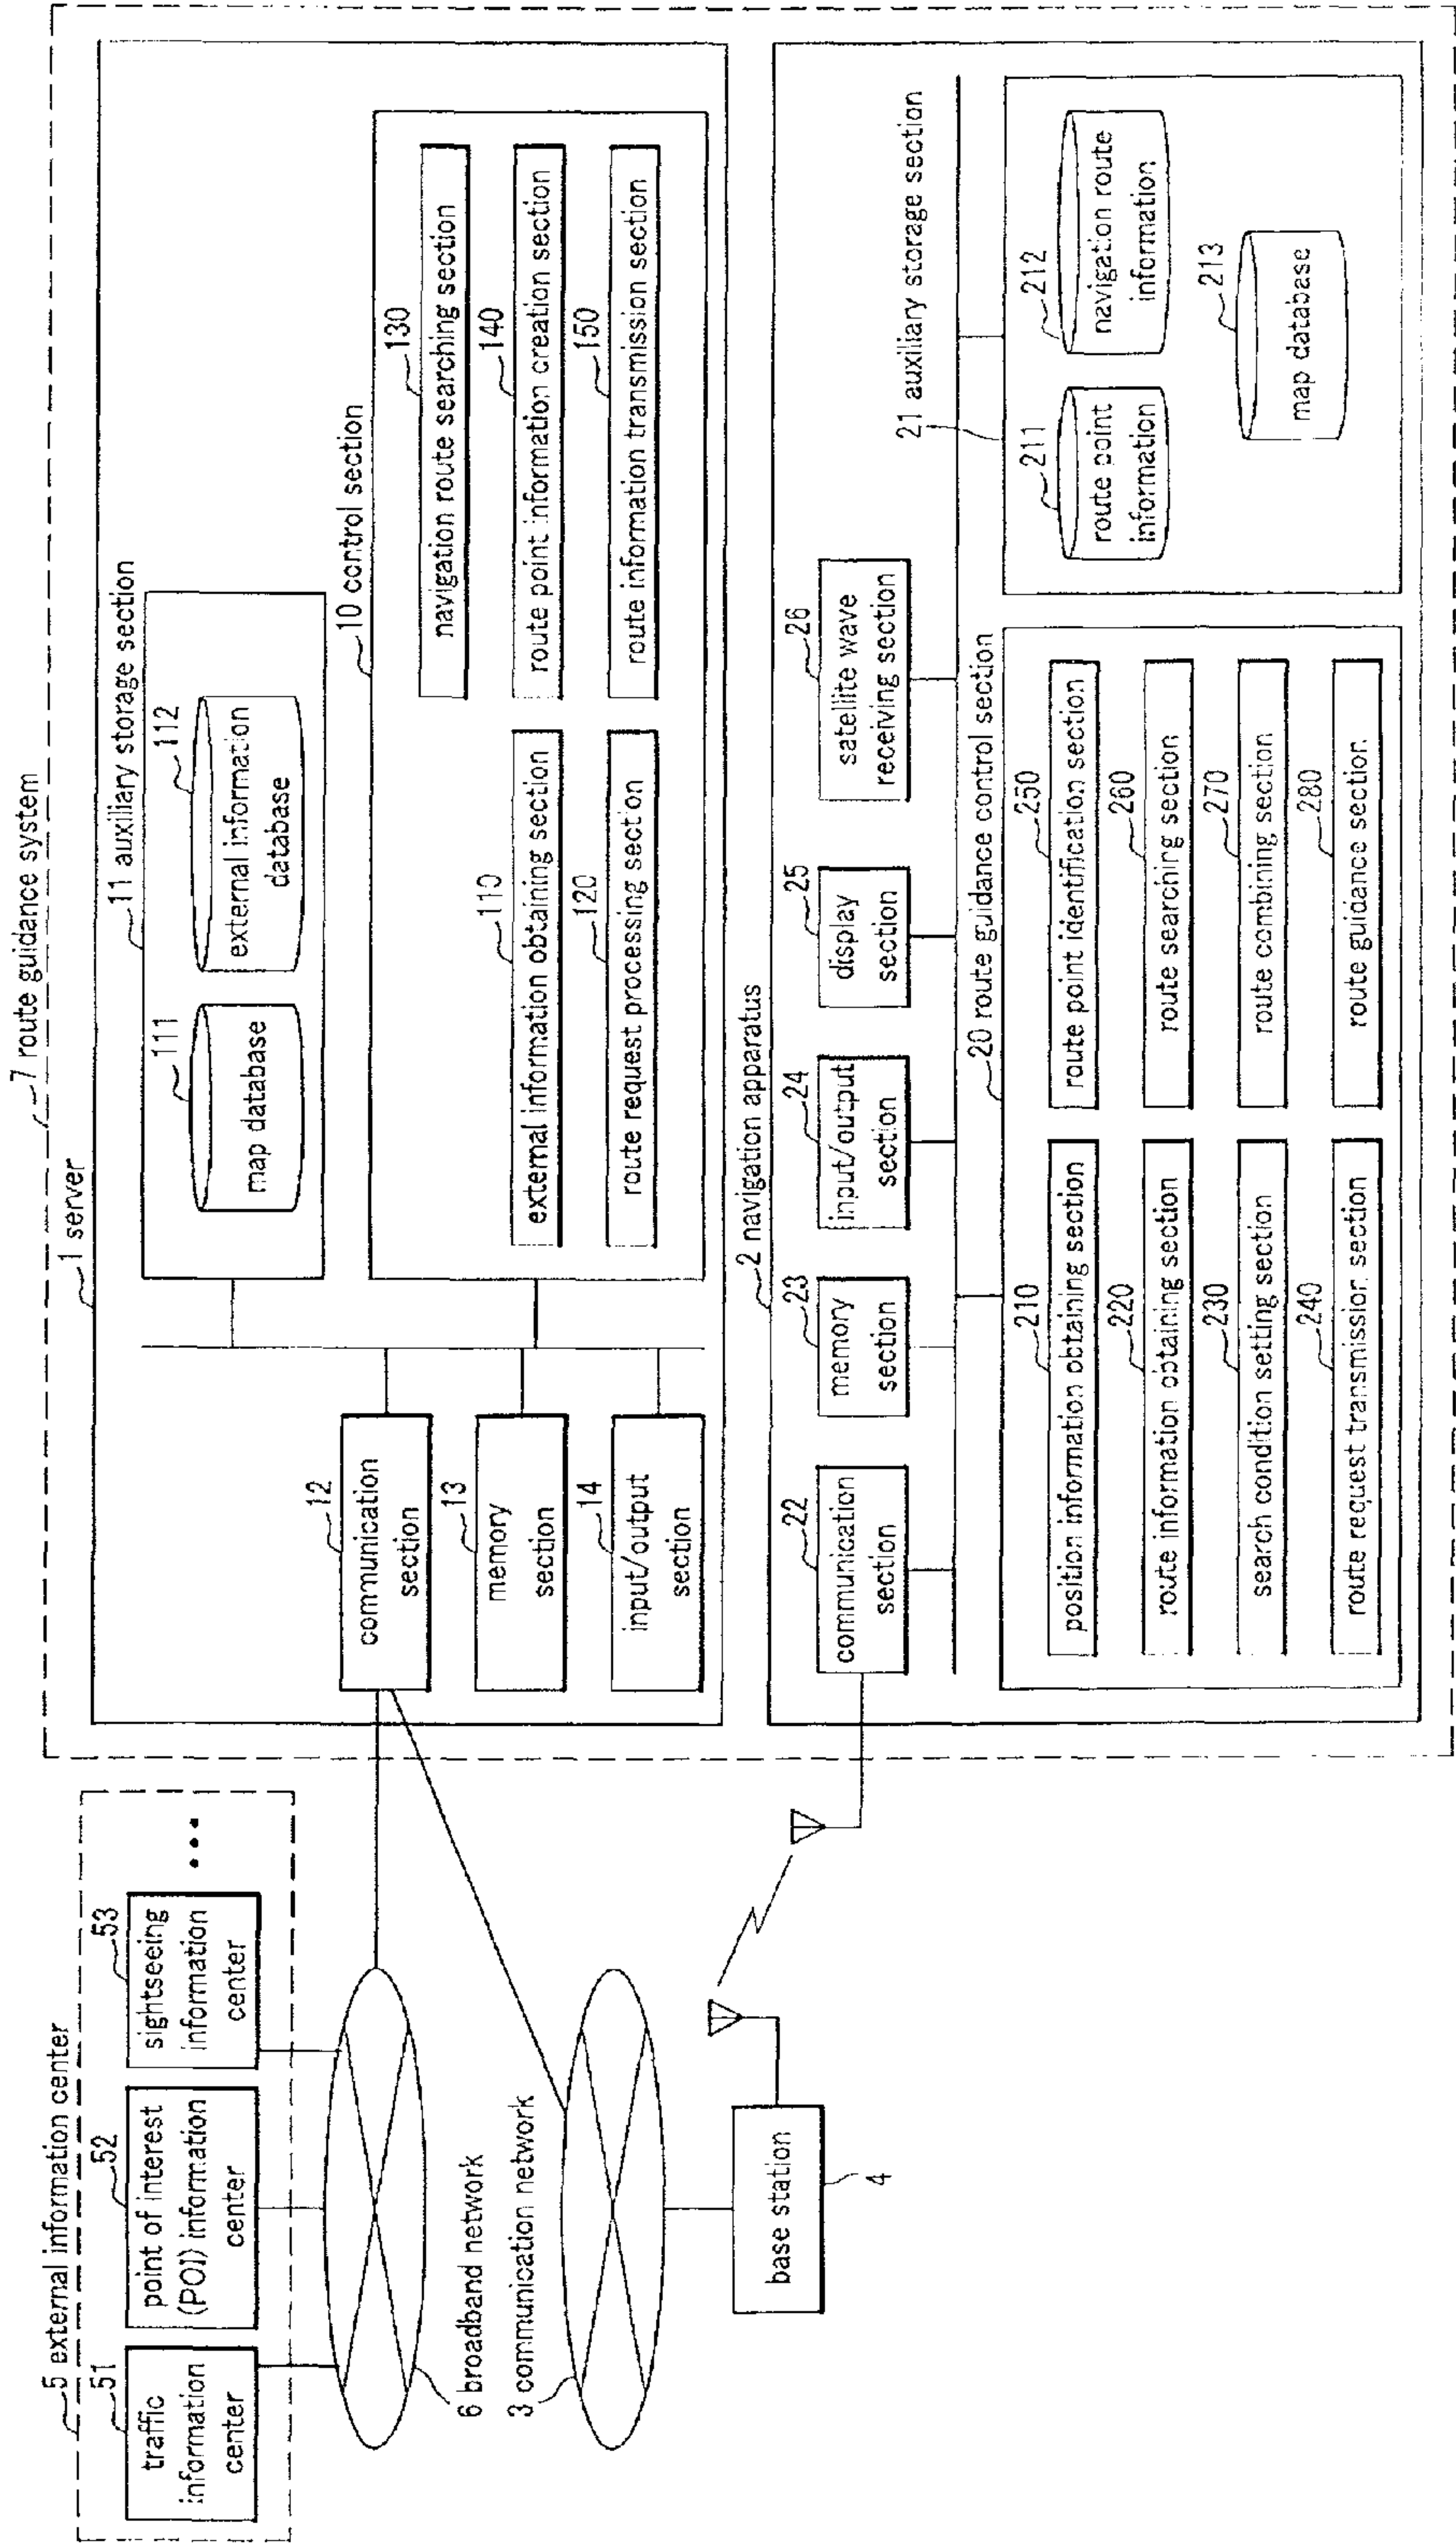 7 route guidance system
5 external information center
51
traffic
information
center
52
point of interest
(POI) information
center
53
sightseeing
information
center
...
6 broadband network
3 communication network
base station
4
1 server
12
communication
section
13
memory
section
14
input/output
section
11 auxiliary storage section
111
map database
112
external information
database
10 control section
110
external information obtaining section
120
route request processing section
130
navigation route searching section
140
route point information creation section
150
route information transmission section
2 navigation apparatus
22
communication
section
23
memory
section
24
input/output
section
25
display
section
26
satellite wave
receiving section
20 route guidance control section
210
position information obtaining section
220
route information obtaining section
230
search condition setting section
240
route request transmission section
250
route point identification section
260
route searching section
270
route combining section
280
route guidance section
21 auxiliary storage section
211
route point
information
212
navigation route
information
213
map database